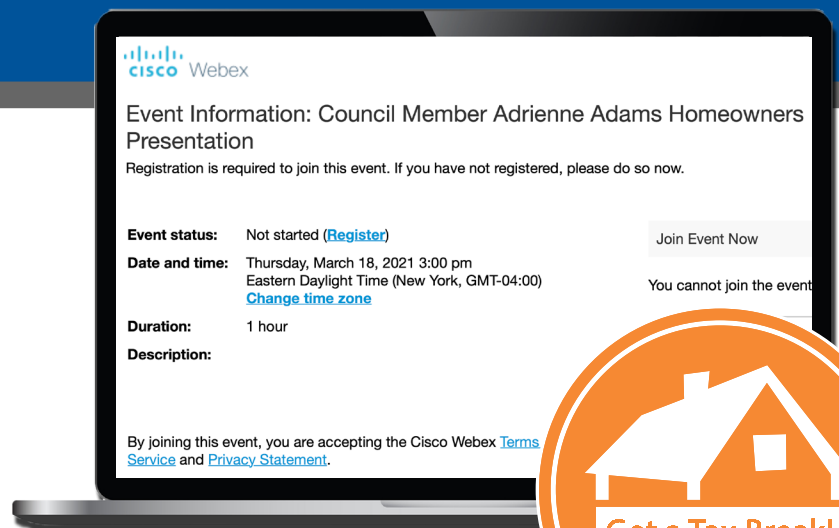 cisco Webex
Event Information: Council Member Adrienne Adams Homeowners
Presentation
Registration is required to join this event. If you have not registered, please do so now.
Event status: Not started (Register)
Join Event Now
Date and time: Thursday, March 18, 2021 3:00 pm
Eastern Daylight Time (New York, GMT-04:00)
You cannot join the event
Change time zone
Duration: 1 hour
Description:
By joining this event, you are accepting the Cisco Webex Terms
Service and Privacy Statement.
Get a Tax Break